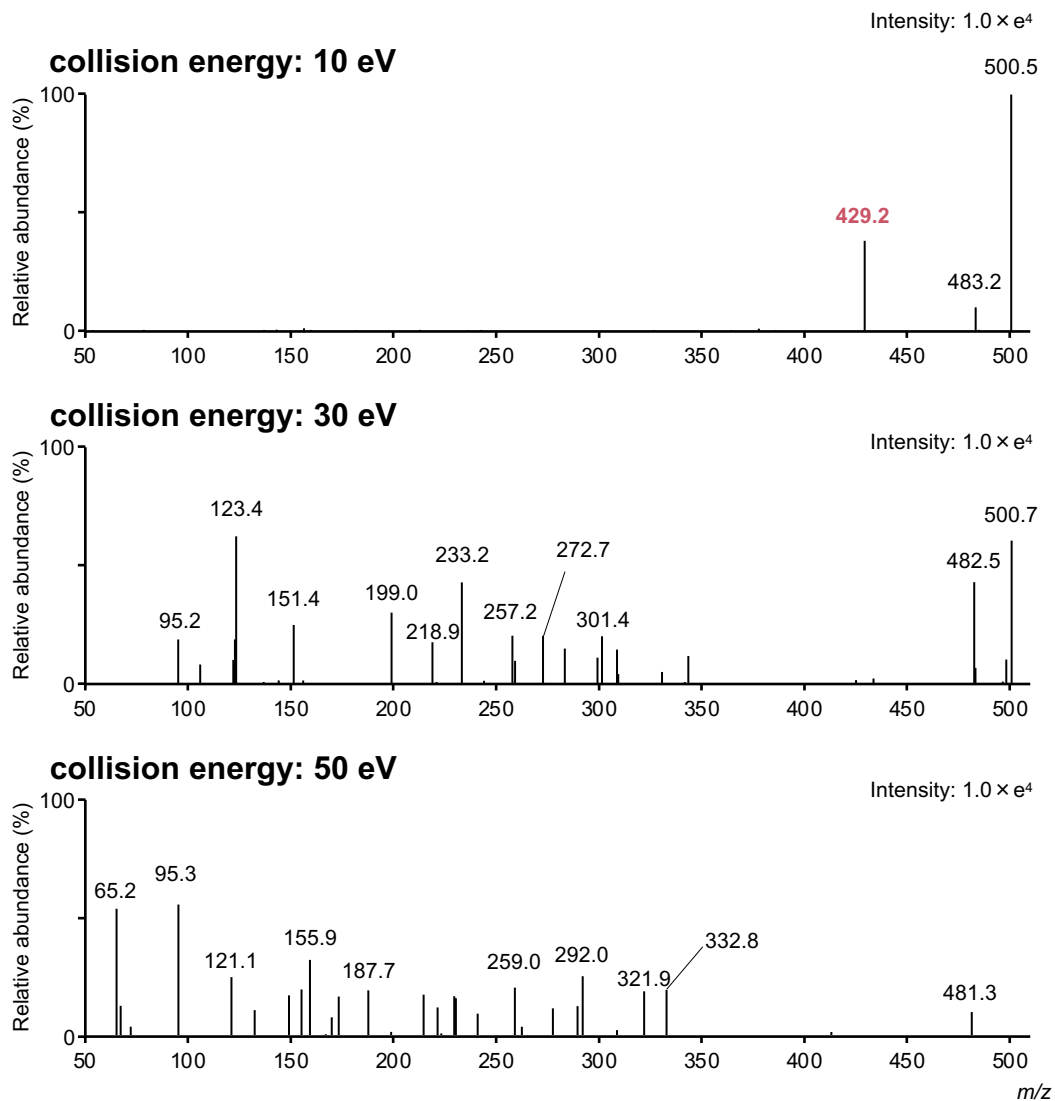 Intensity: 1.0 × e⁴
collision energy: 10 eV
500.5
100
Relative abundance (%)
429.2
483.2
0
50 100 150 200 250 300 350 400 450 500
collision energy: 30 eV
Intensity: 1.0 × e⁴
100
Relative abundance (%)
123.4
500.7
272.7
233.2
482.5
151.4
199.0
257.2
95.2
301.4
218.9
0
50 100 150 200 250 300 350 400 450 500
collision energy: 50 eV
Intensity: 1.0 × e⁴
100
Relative abundance (%)
95.3
65.2
155.9
332.8
121.1
259.0
292.0
187.7
321.9
481.3
0
50 100 150 200 250 300 350 400 450 500
m/z